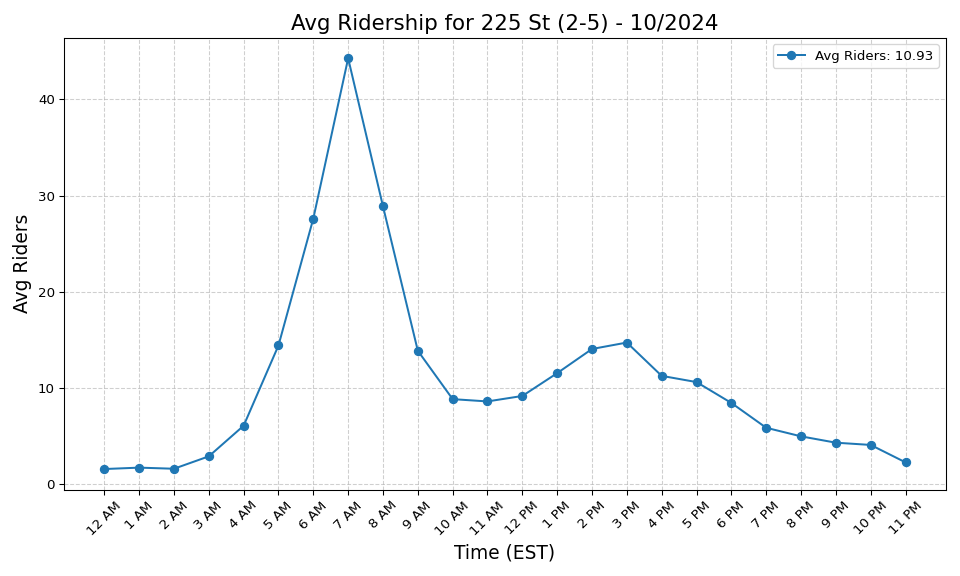 Avg Ridership for 225 St (2-5) - 10/2024
Avg Riders: 10.93
Avg Riders
40
30
20
10
0
12 AM
1 AM
2 AM
3 AM
4 AM
5 AM
6 AM
7 AM
8 AM
9 AM
10 AM
11 AM
12 PM
1 PM
2 PM
3 PM
4 PM
5 PM
6 PM
7 PM
8 PM
9 PM
10 PM
11 PM
Time (EST)